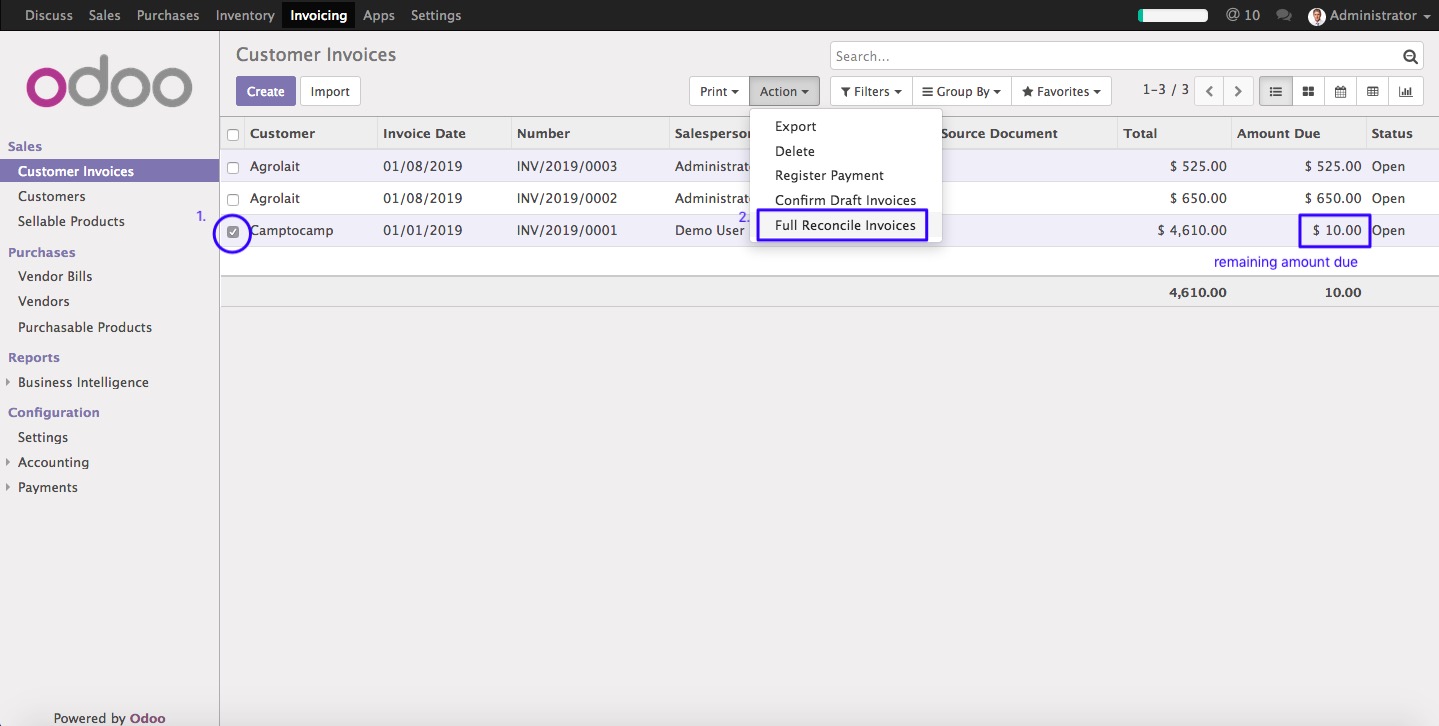 Discuss Sales Purchases Inventory Invoicing Apps Settings @ 10 Administrator
odoo
Customer Invoices
Search...
Create Import Print Action Filters Group By Favorites 1-3 / 3
Export
Delete
Register Payment
Confirm Draft Invoices
2. Full Reconcile Invoices
Customer Invoice Date Number Salesperson Source Document Total Amount Due Status
Agrolait 01/08/2019 INV/2019/0003 $ 525.00 $ 525.00 Open
Agrolait 01/08/2019 INV/2019/0002 $ 650.00 $ 650.00 Open
1. Camptocamp 01/01/2019 INV/2019/0001 Demo User $ 4,610.00 $ 10.00 Open
remaining amount due
4,610.00 10.00
Sales
Customer Invoices
Customers
Sellable Products
Purchases
Vendor Bills
Vendors
Purchasable Products
Reports
Business Intelligence
Configuration
Settings
Accounting
Payments
Powered by Odoo